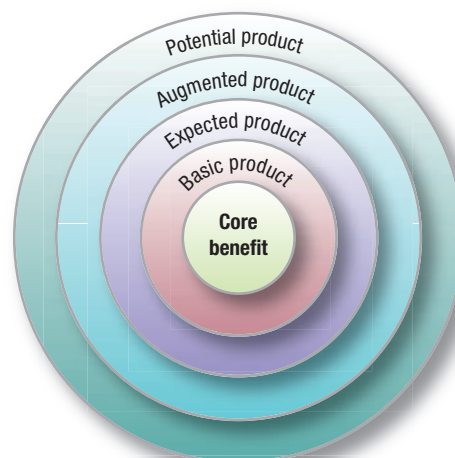 Potential product
Augmented product
Expected product
Basic product
Core
benefit